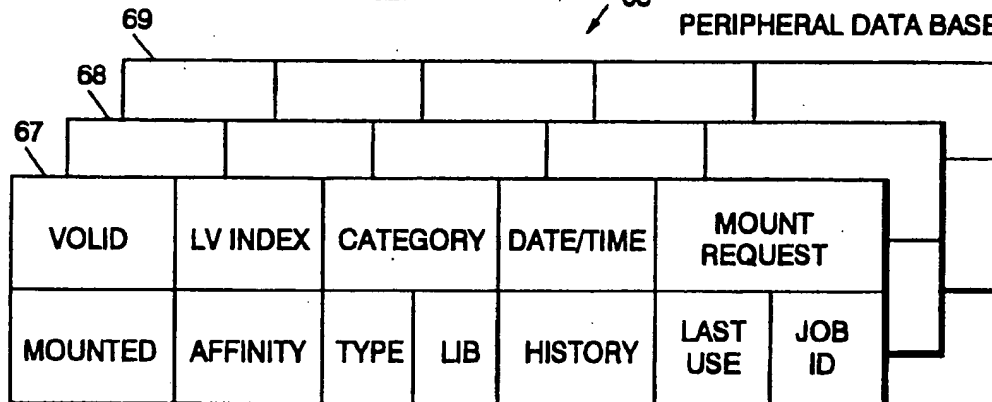 69
PERIPHERAL DATA BASE
68
67
VOLID LV INDEX CATEGORY DATE/TIME MOUNT REQUEST
MOUNTED AFFINITY TYPE LIB HISTORY LAST USE JOB ID